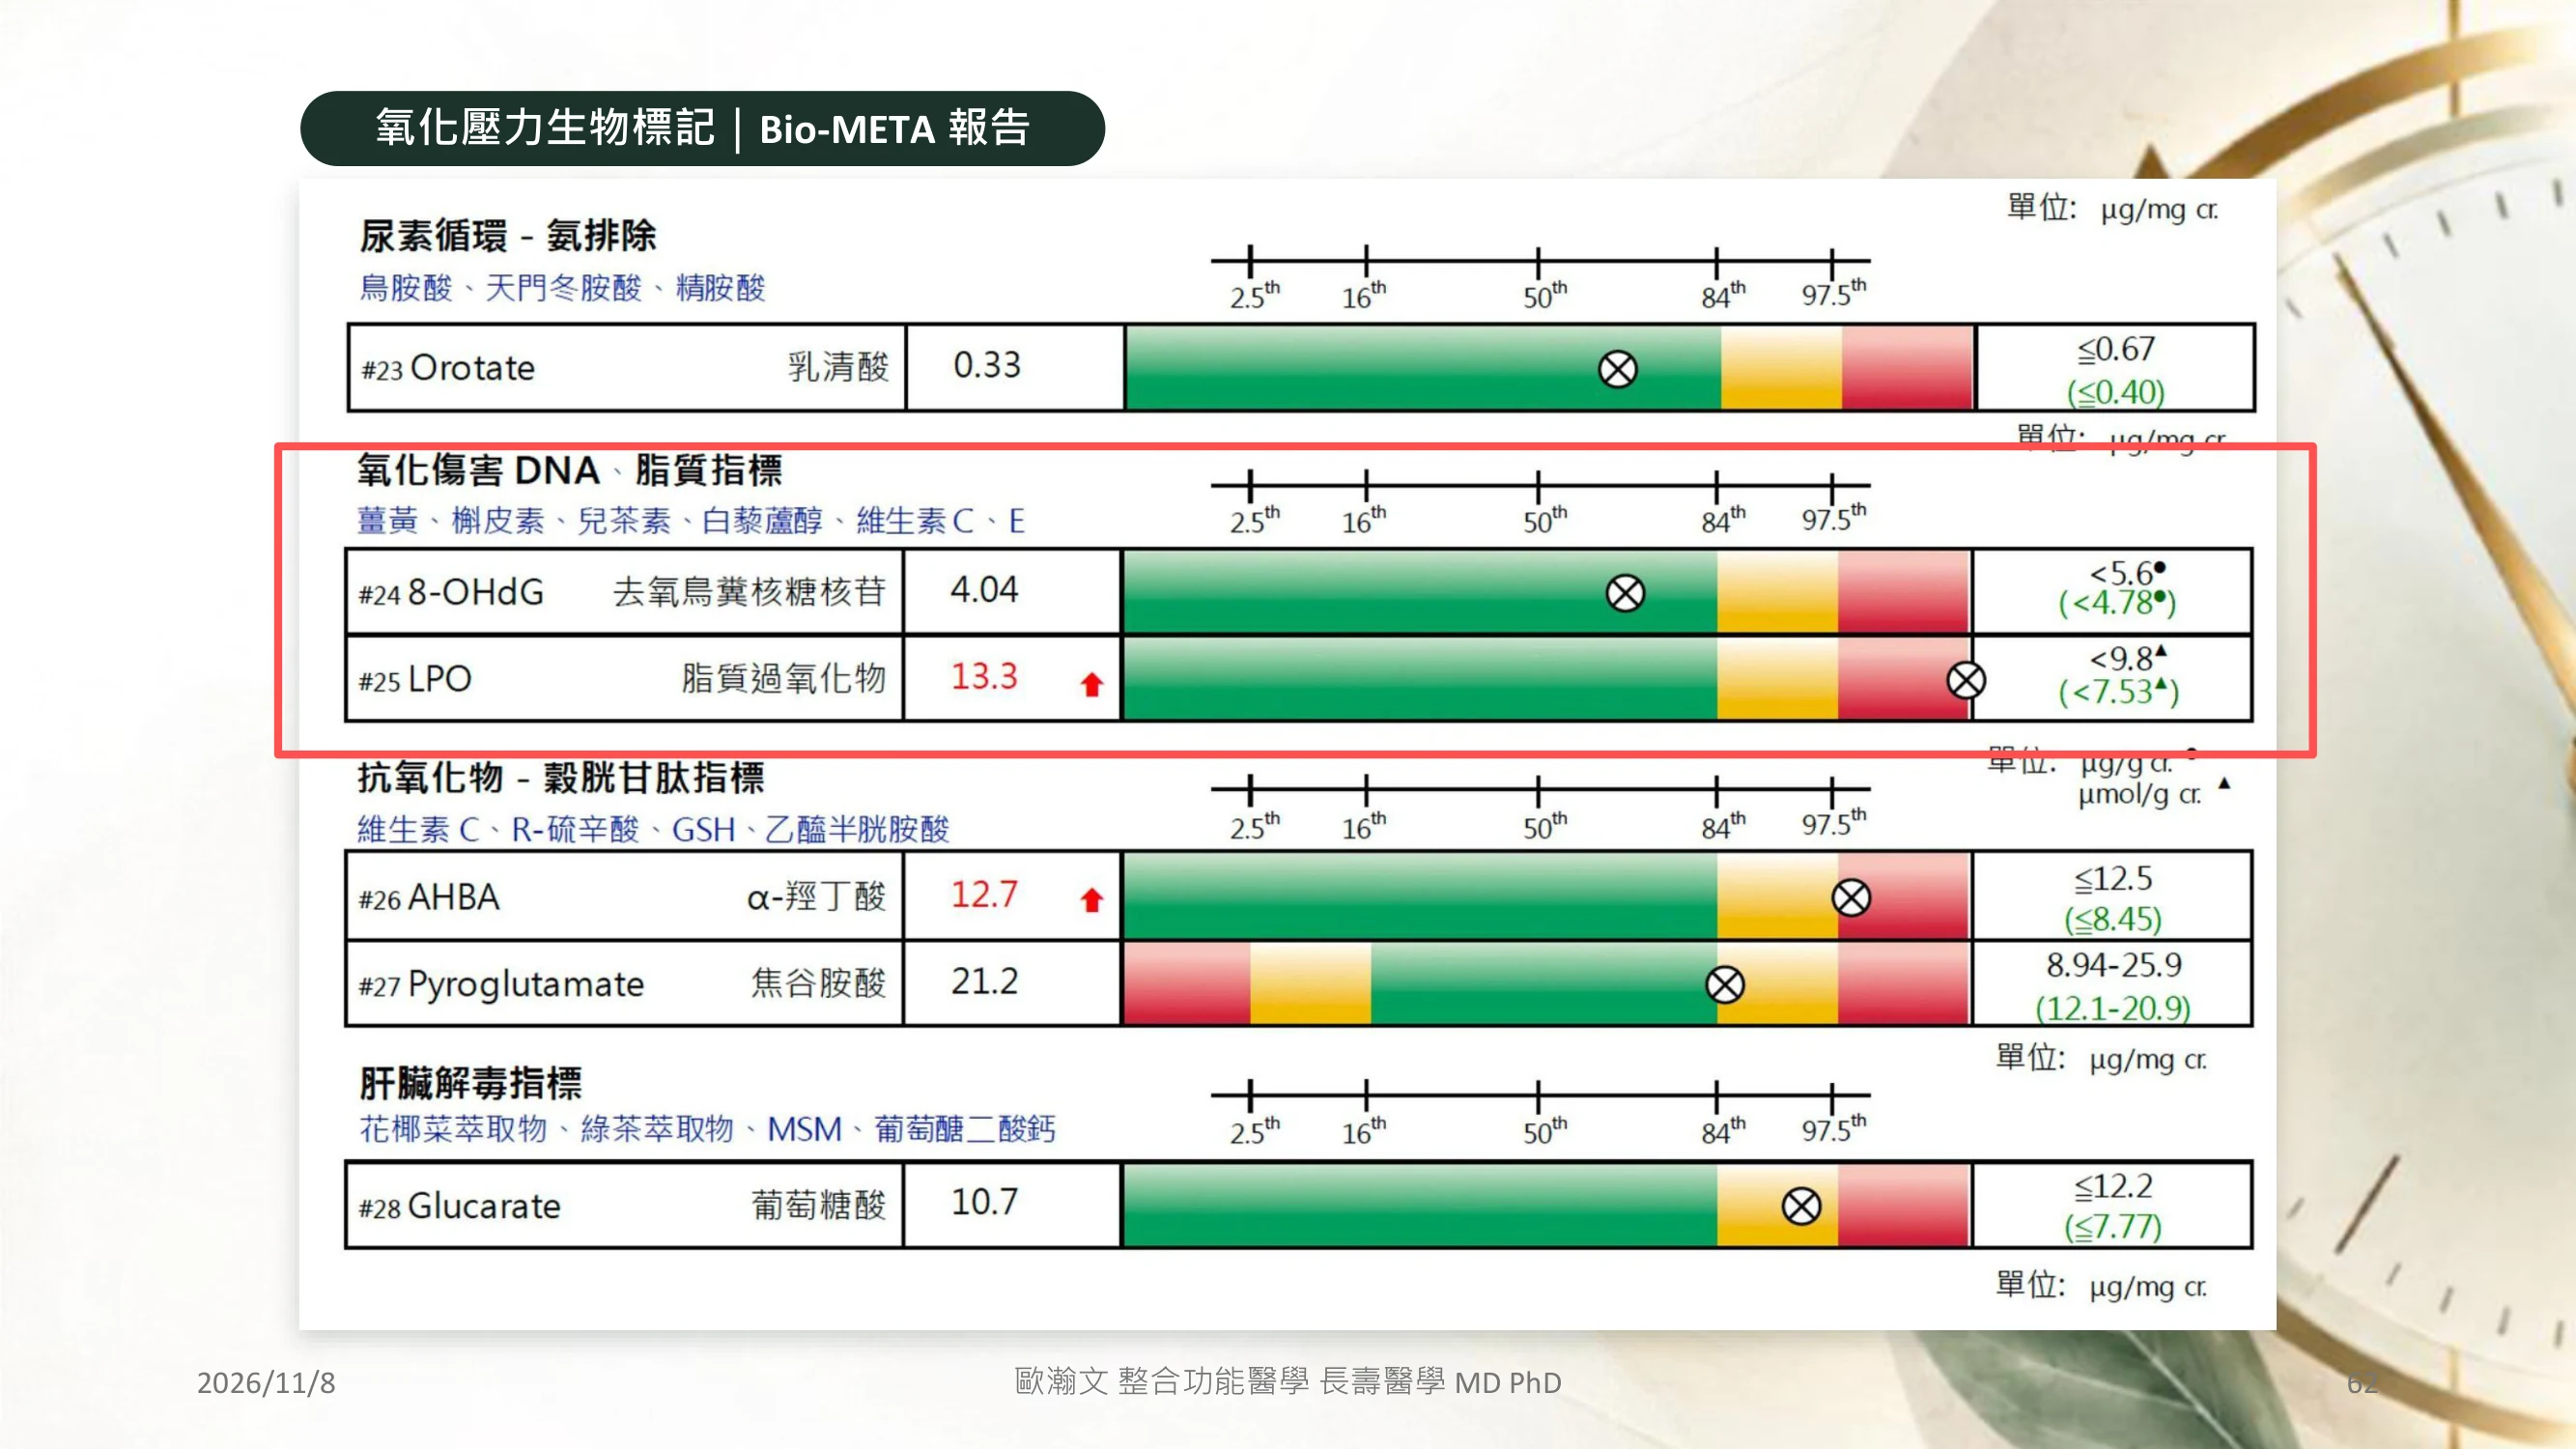 氧化壓力生物標記｜Bio-META 報告
單位: μg/mg cr.
尿素循環 - 氨排除
鳥胺酸、天門冬胺酸、精胺酸
2.5th 16th 50th 84th 97.5th
#23 Orotate 乳清酸 0.33 ≦0.67
(≦0.40)
單位: μg/mg cr.
氧化傷害 DNA、脂質指標
薑黃、槲皮素、兒茶素、白藜蘆醇、維生素 C、E
2.5th 16th 50th 84th 97.5th
#24 8-OHdG 去氧鳥糞核糖核苷 4.04 <5.6●
(<4.78●)
#25 LPO 脂質過氧化物 13.3 <9.8▲
(<7.53▲)
單位: μg/g cr. ●
μmol/g cr. ▲
抗氧化物 - 穀胱甘肽指標
維生素 C、R-硫辛酸、GSH、乙醯半胱胺酸
2.5th 16th 50th 84th 97.5th
#26 AHBA α-羥丁酸 12.7 ≦12.5
(≦8.45)
#27 Pyroglutamate 焦谷胺酸 21.2 8.94-25.9
(12.1-20.9)
單位: μg/mg cr.
肝臟解毒指標
花椰菜萃取物、綠茶萃取物、MSM、葡萄醣二酸鈣
2.5th 16th 50th 84th 97.5th
#28 Glucarate 葡萄糖酸 10.7 ≦12.2
(≦7.77)
單位: μg/mg cr.
2026/11/8
歐瀚文 整合功能醫學 長壽醫學 MD PhD
62